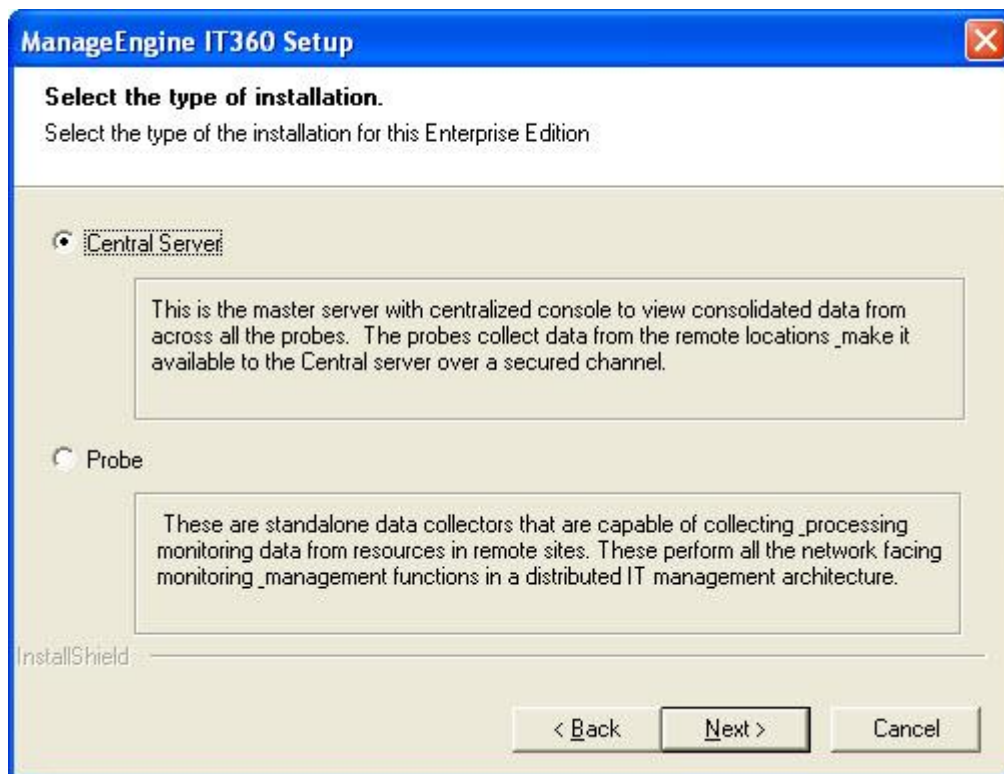 ManageEngine IT360 Setup
Select the type of installation.
Select the type of the installation for this Enterprise Edition
Central Server
This is the master server with centralized console to view consolidated data from
across all the probes.  The probes collect data from the remote locations _make it
available to the Central server over a secured channel.
Probe
These are standalone data collectors that are capable of collecting _processing
monitoring data from resources in remote sites. These perform all the network facing
monitoring _management functions in a distributed IT management architecture.
InstallShield
< Back
Next >
Cancel